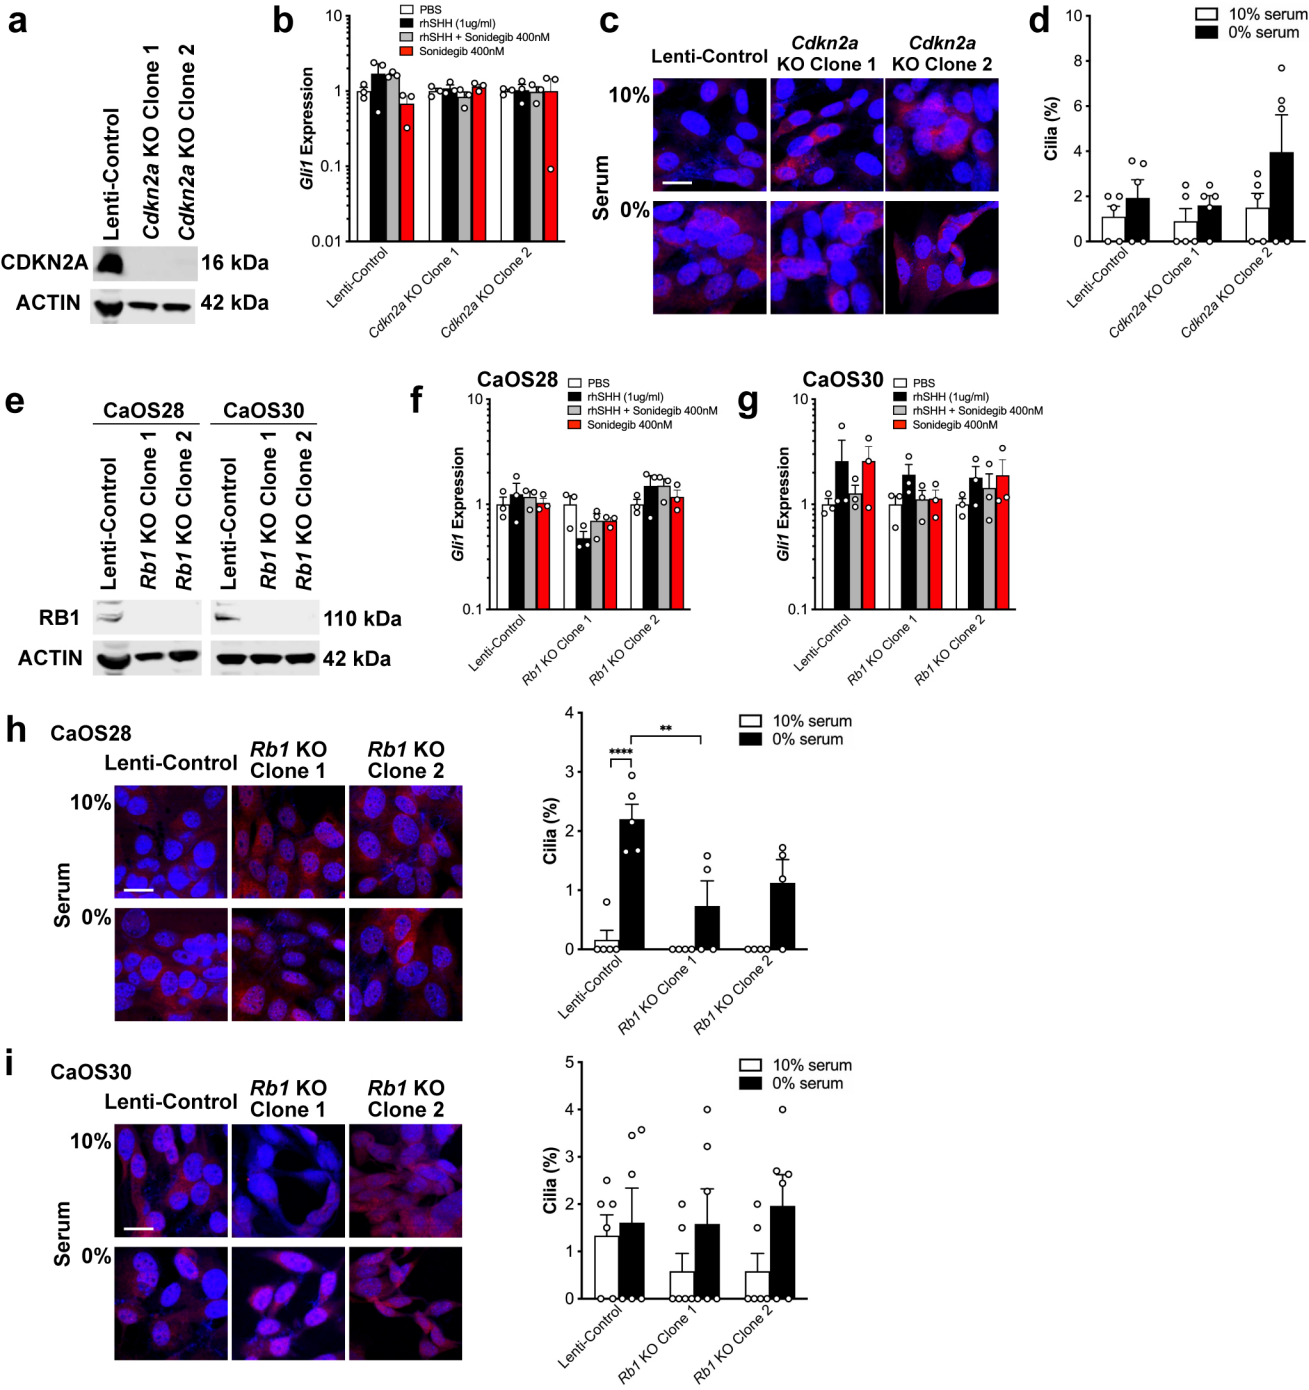 a
Lenti-Control
Cdkn2a KO Clone 1
Cdkn2a KO Clone 2
CDKN2A
16 kDa
ACTIN
42 kDa
b
PBS
rhSHH (1ug/ml)
rhSHH + Sonidegib 400nM
Sonidegib 400nM
Gli1 Expression
10
1
0.1
0.01
Lenti-Control
Cdkn2a KO Clone 1
Cdkn2a KO Clone 2
c
Lenti-Control
Cdkn2a
KO Clone 1
Cdkn2a
KO Clone 2
10%
Serum
0%
d
10% serum
0% serum
Cilia (%)
10
8
6
4
2
0
Lenti-Control
Cdkn2a KO Clone 1
Cdkn2a KO Clone 2
e
CaOS28
CaOS30
Lenti-Control
Rb1 KO Clone 1
Rb1 KO Clone 2
Lenti-Control
Rb1 KO Clone 1
Rb1 KO Clone 2
RB1
110 kDa
ACTIN
42 kDa
f
CaOS28
PBS
rhSHH (1ug/ml)
rhSHH + Sonidegib 400nM
Sonidegib 400nM
Gli1 Expression
10
1
0.1
Lenti-Control
Rb1 KO Clone 1
Rb1 KO Clone 2
g
CaOS30
PBS
rhSHH (1ug/ml)
rhSHH + Sonidegib 400nM
Sonidegib 400nM
Gli1 Expression
10
1
0.1
Lenti-Control
Rb1 KO Clone 1
Rb1 KO Clone 2
h
CaOS28
Lenti-Control
Rb1 KO
Clone 1
Rb1 KO
Clone 2
10%
Serum
0%
10% serum
0% serum
****
**
Cilia (%)
4
3
2
1
0
Lenti-Control
Rb1 KO Clone 1
Rb1 KO Clone 2
i
CaOS30
Lenti-Control
Rb1 KO
Clone 1
Rb1 KO
Clone 2
10%
Serum
0%
10% serum
0% serum
Cilia (%)
5
4
3
2
1
0
Lenti-Control
Rb1 KO Clone 1
Rb1 KO Clone 2